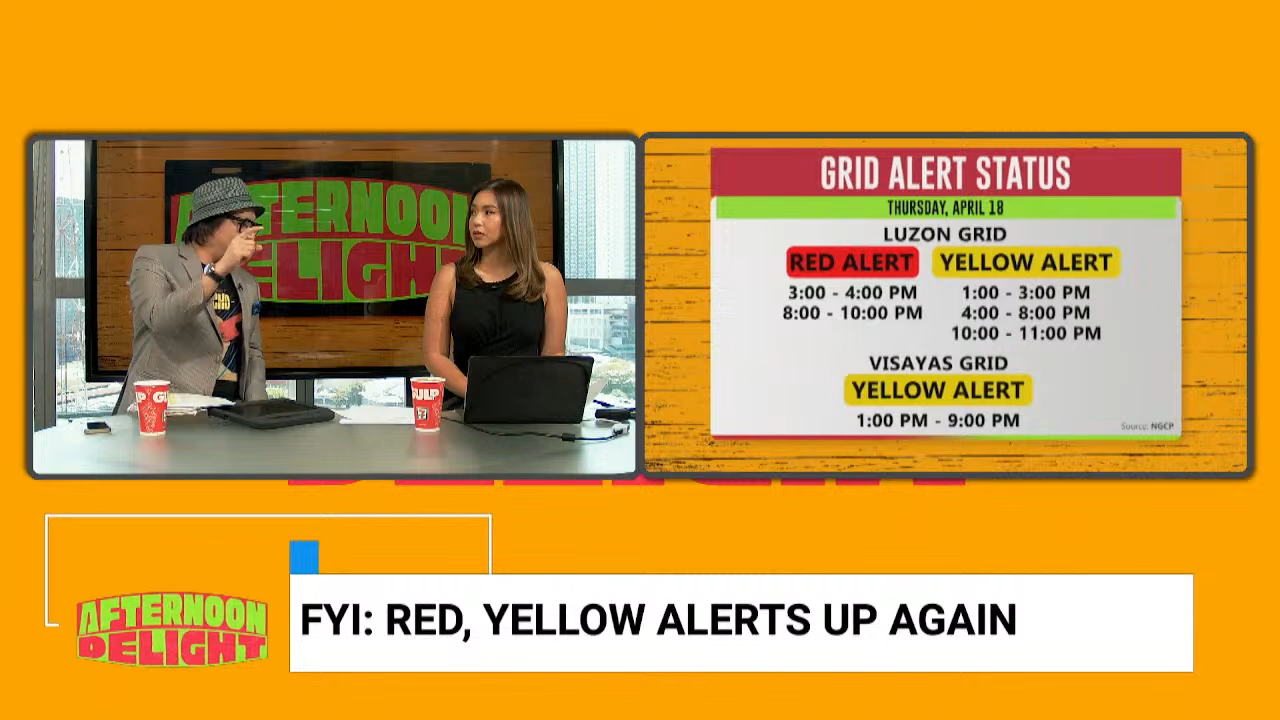 AFTERNOON
DELIGHT
GULP
GULP
GRID ALERT STATUS
THURSDAY, APRIL 18
LUZON GRID
RED ALERT YELLOW ALERT
3:00 - 4:00 PM 1:00 - 3:00 PM
8:00 - 10:00 PM 4:00 - 8:00 PM
10:00 - 11:00 PM
VISAYAS GRID
YELLOW ALERT
1:00 PM - 9:00 PM
Source: NGCP
AFTERNOON
DELIGHT
FYI: RED, YELLOW ALERTS UP AGAIN